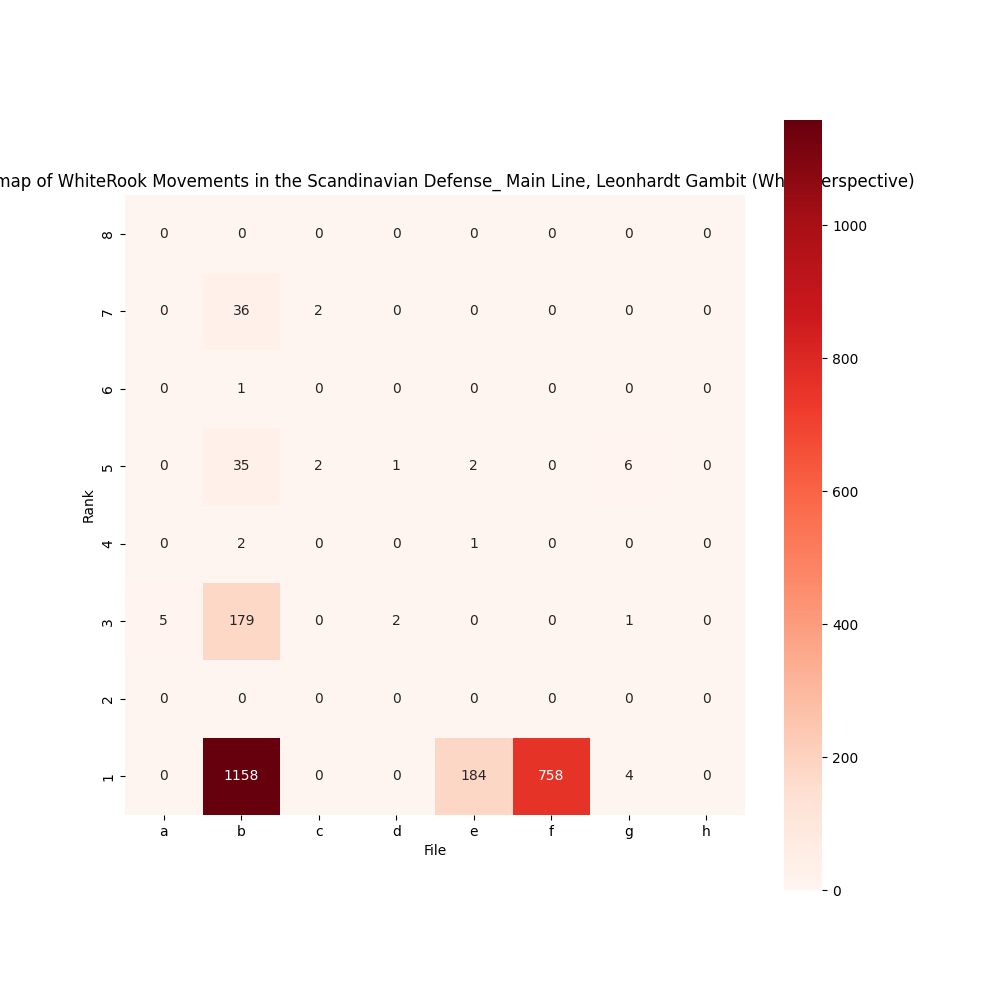 map of WhiteRook Movements in the Scandinavian Defense_ Main Line, Leonhardt Gambit (Wh erspective)
8 0 0 0 0 0 0 0 0
7 0 36 2 0 0 0 0 0
6 0 1 0 0 0 0 0 0
5 0 35 2 1 2 0 6 0
4 0 2 0 0 1 0 0 0
3 5 179 0 2 0 0 1 0
2 0 0 0 0 0 0 0 0
1 0 1158 0 0 184 758 4 0
a b c d e f g h
Rank
File
1000
800
600
400
200
0